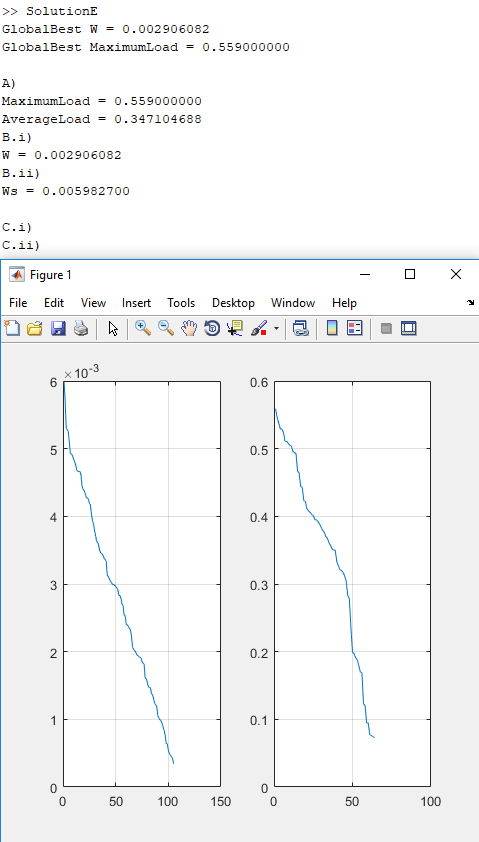 >> SolutionE
GlobalBest W = 0.002906082
GlobalBest MaximumLoad = 0.559000000
A)
MaximumLoad = 0.559000000
AverageLoad = 0.347104688
B.i)
W = 0.002906082
B.ii)
Ws = 0.005982700
C.i)
C.ii)
Figure 1
File Edit View Insert Tools Desktop Window Help
×10-3
6
5
4
3
2
1
0
0 50 100 150
0.6
0.5
0.4
0.3
0.2
0.1
0
0 50 100